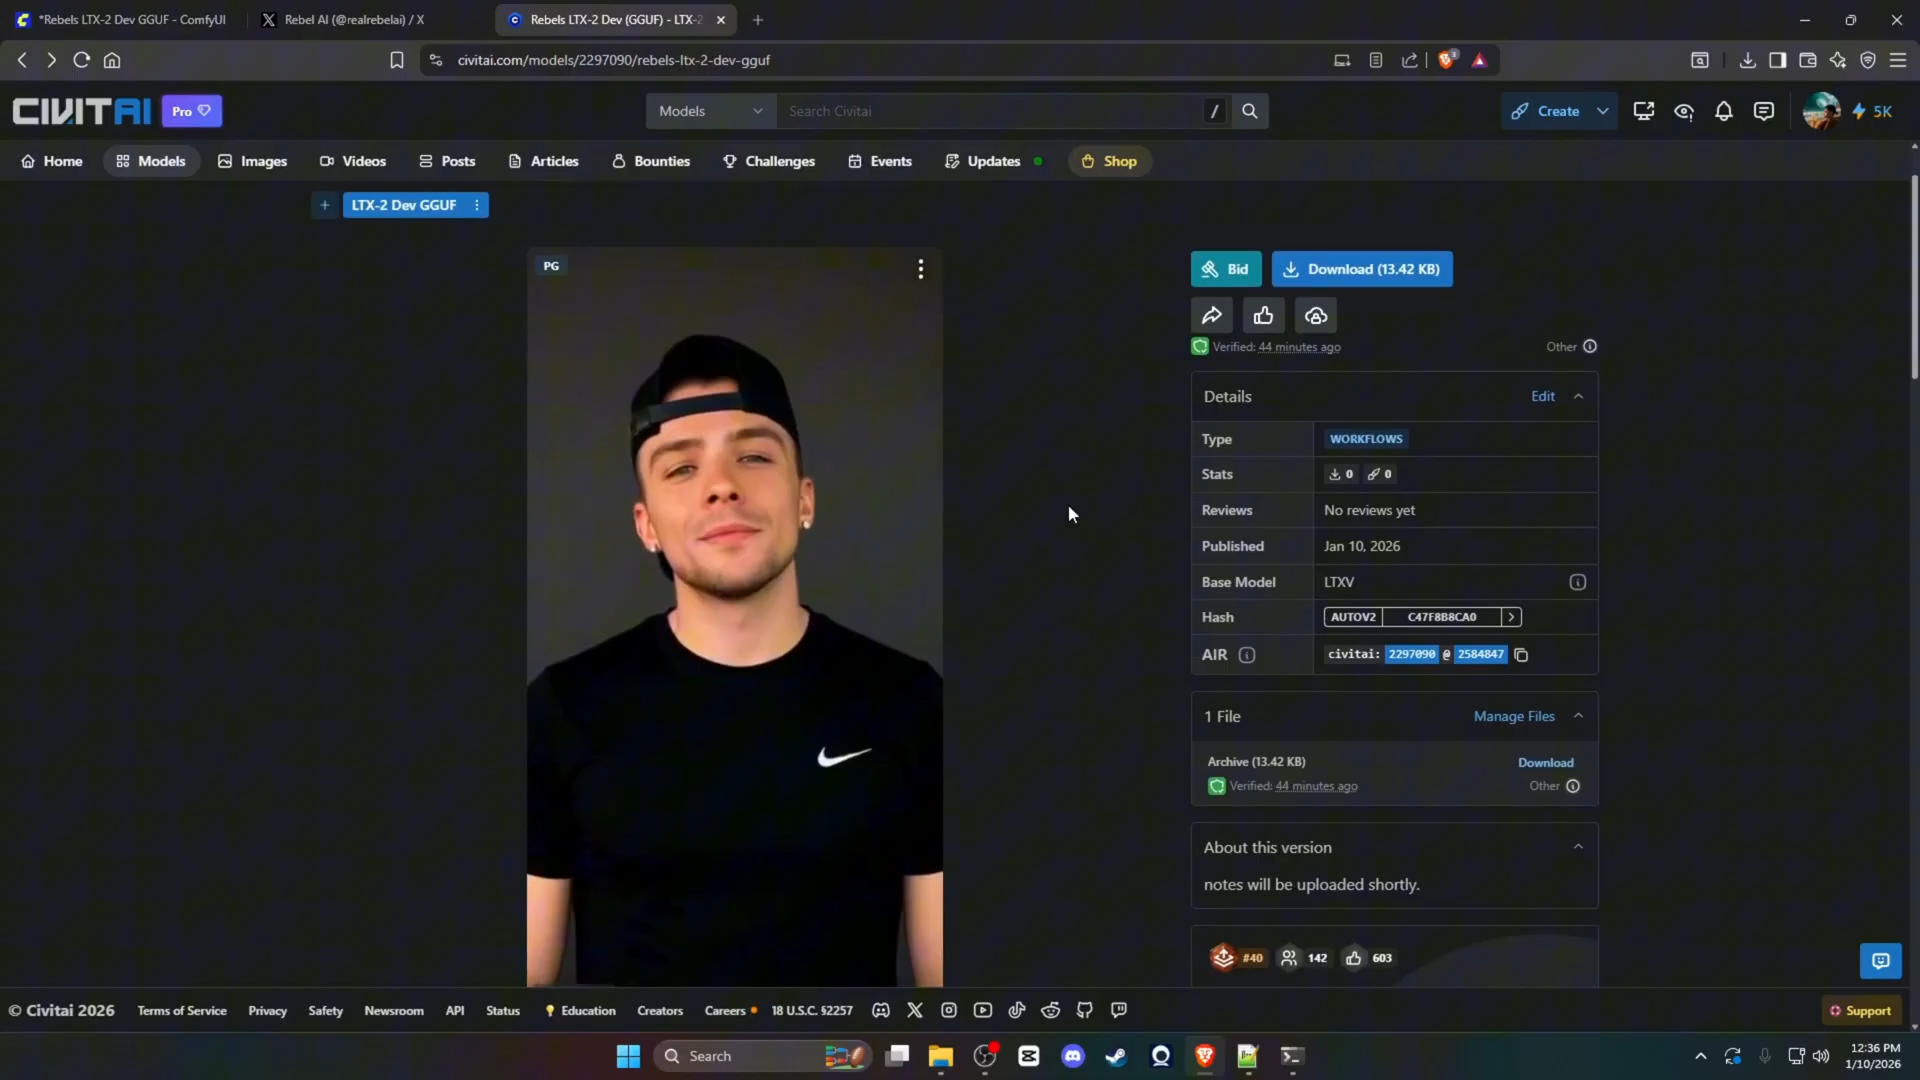 *Rebels LTX-2 Dev GGUF - ComfyUI
Rebel AI (@realrebelai) / X
Rebels LTX-2 Dev (GGUF) - LTX-2
civitai.com/models/2297090/rebels-ltx-2-dev-gguf
CIVITAI
Pro
Models
Search Civitai
/
Create
5K
Home
Models
Images
Videos
Posts
Articles
Bounties
Challenges
Events
Updates
Shop
LTX-2 Dev GGUF
PG
Bid
Download (13.42 KB)
Verified: 44 minutes ago
Other
Details
Edit
Type
WORKFLOWS
Stats
0
0
Reviews
No reviews yet
Published
Jan 10, 2026
Base Model
LTXV
Hash
AUTOV2
C47F8B8CA0
AIR
civitai: 2297090 @ 2584847
1 File
Manage Files
Archive (13.42 KB)
Download
Verified: 44 minutes ago
Other
About this version
notes will be uploaded shortly.
#40
142
603
© Civitai 2026
Terms of Service
Privacy
Safety
Newsroom
API
Status
Education
Creators
Careers
18 U.S.C. §2257
Support
Search
12:36 PM
1/10/2026